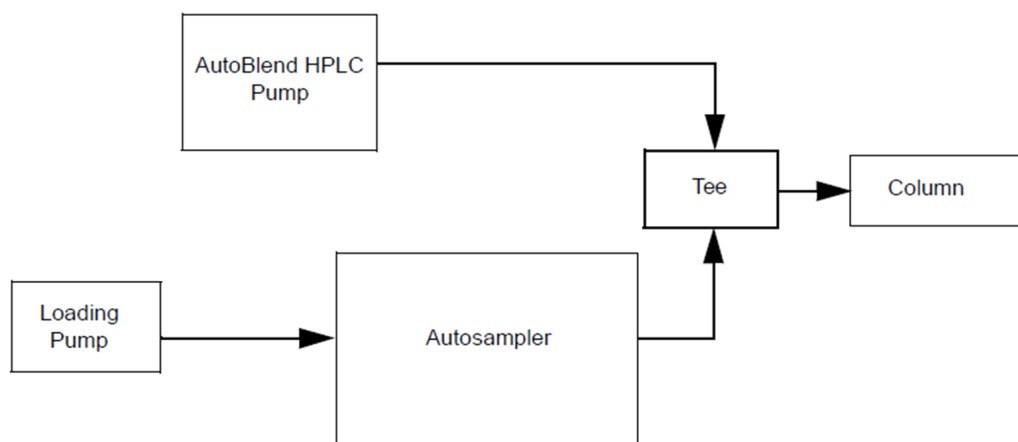 AutoBlend HPLC
Pump
Tee
Column
Loading
Pump
Autosampler